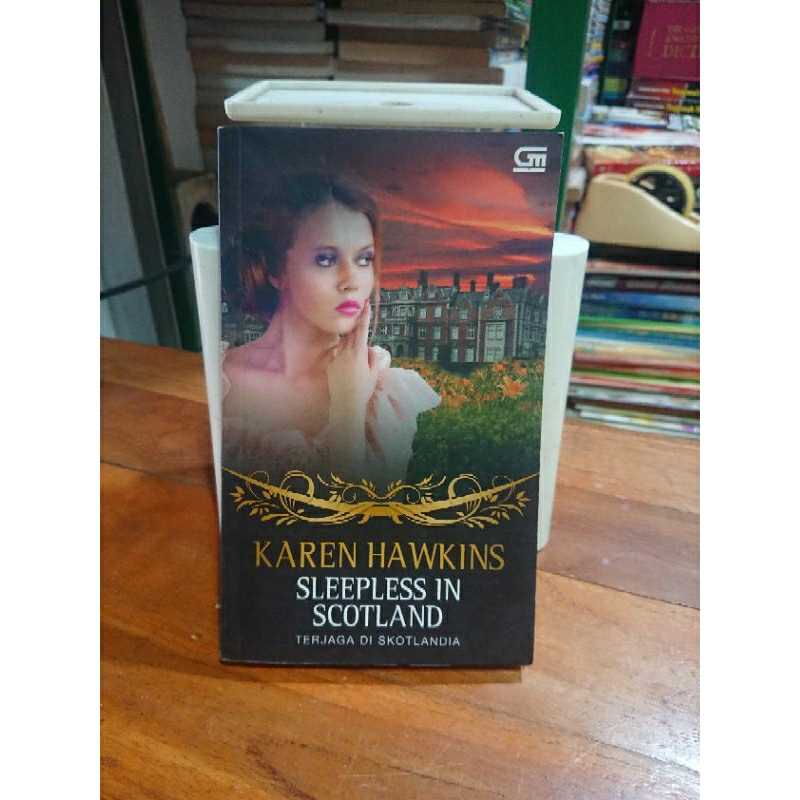 GM
KAREN HAWKINS
SLEEPLESS IN
SCOTLAND
TERJAGA DI SKOTLANDIA